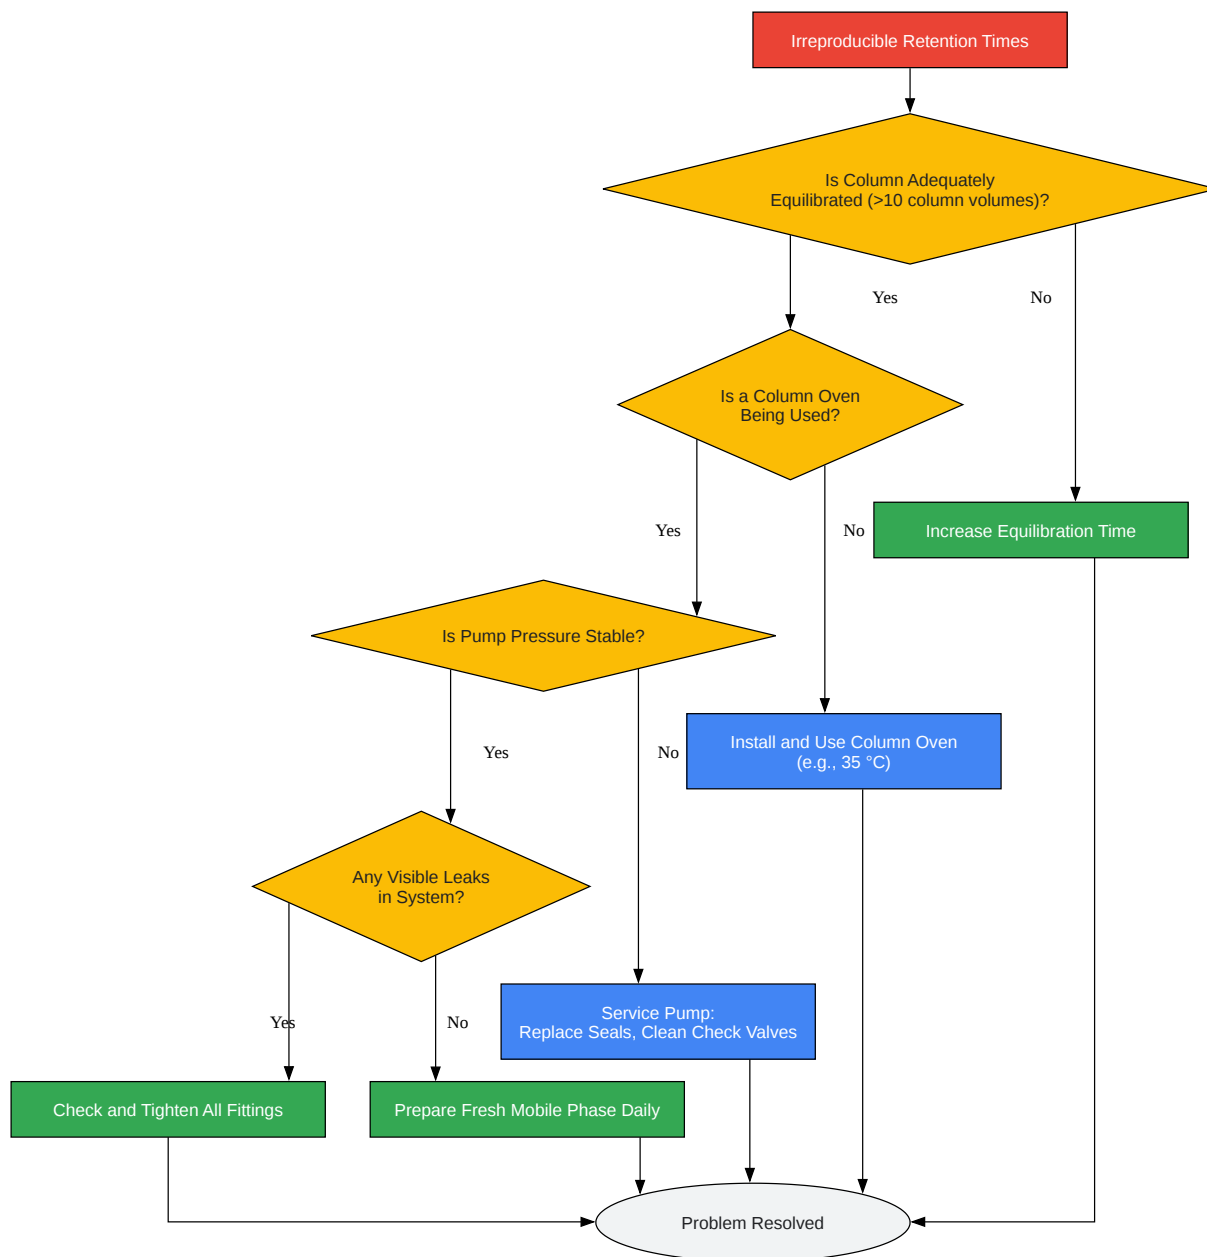 Irreproducible Retention Times
Is Column Adequately
Equilibrated (>10 column volumes)?
Yes
No
Is a Column Oven
Being Used?
Yes
No
Increase Equilibration Time
Is Pump Pressure Stable?
Yes
No
Install and Use Column Oven
(e.g., 35 °C)
Any Visible Leaks
in System?
Yes
No
Service Pump:
Replace Seals, Clean Check Valves
Check and Tighten All Fittings
Prepare Fresh Mobile Phase Daily
Problem Resolved